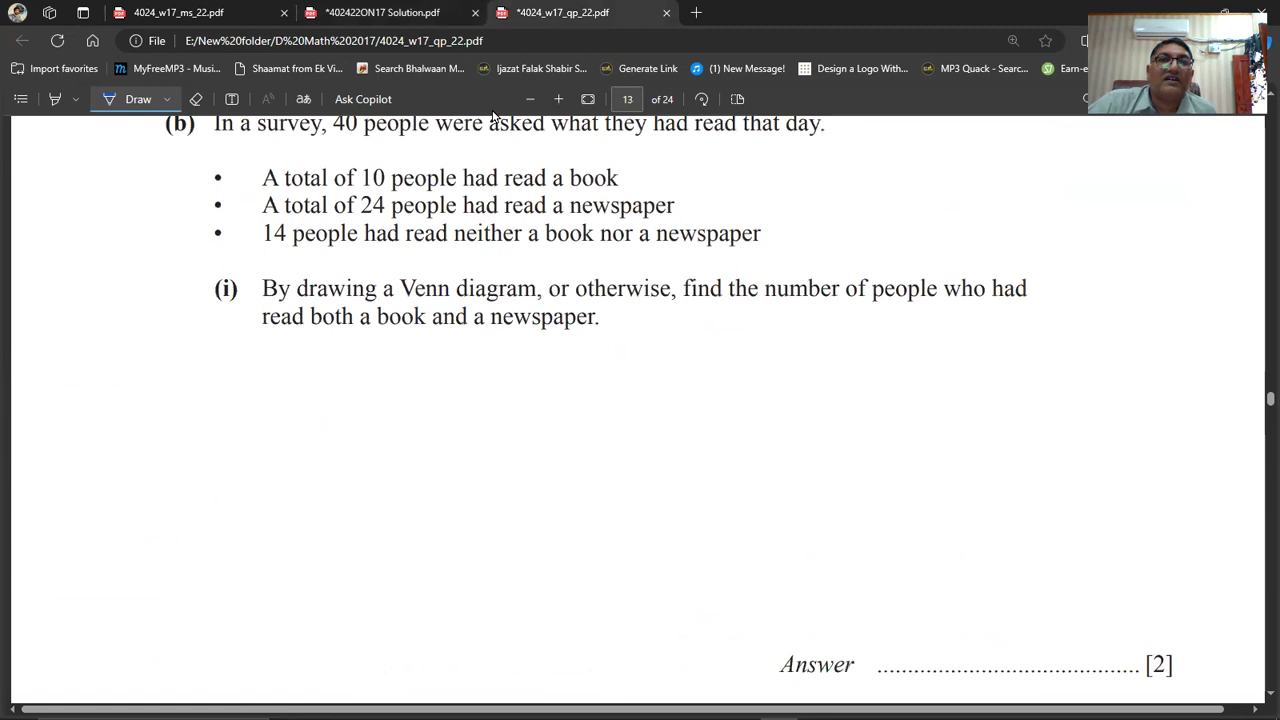 4024_w17_ms_22.pdf
*402422ON17 Solution.pdf
*4024_w17_qp_22.pdf
File
E:/New%20folder/D%20Math%202017/4024_w17_qp_22.pdf
Import favorites
MyFreeMP3 - Musi...
Shaamat from Ek Vi...
Search Bhalwaan M...
Ijazat Falak Shabir S...
Generate Link
(1) New Message!
Design a Logo With...
MP3 Quack - Searc...
Earn-e
Draw
Ask Copilot
13 of 24
(b) In a survey, 40 people were asked what they had read that day.
• A total of 10 people had read a book
• A total of 24 people had read a newspaper
• 14 people had read neither a book nor a newspaper
(i) By drawing a Venn diagram, or otherwise, find the number of people who had
read both a book and a newspaper.
Answer .......................................... [2]